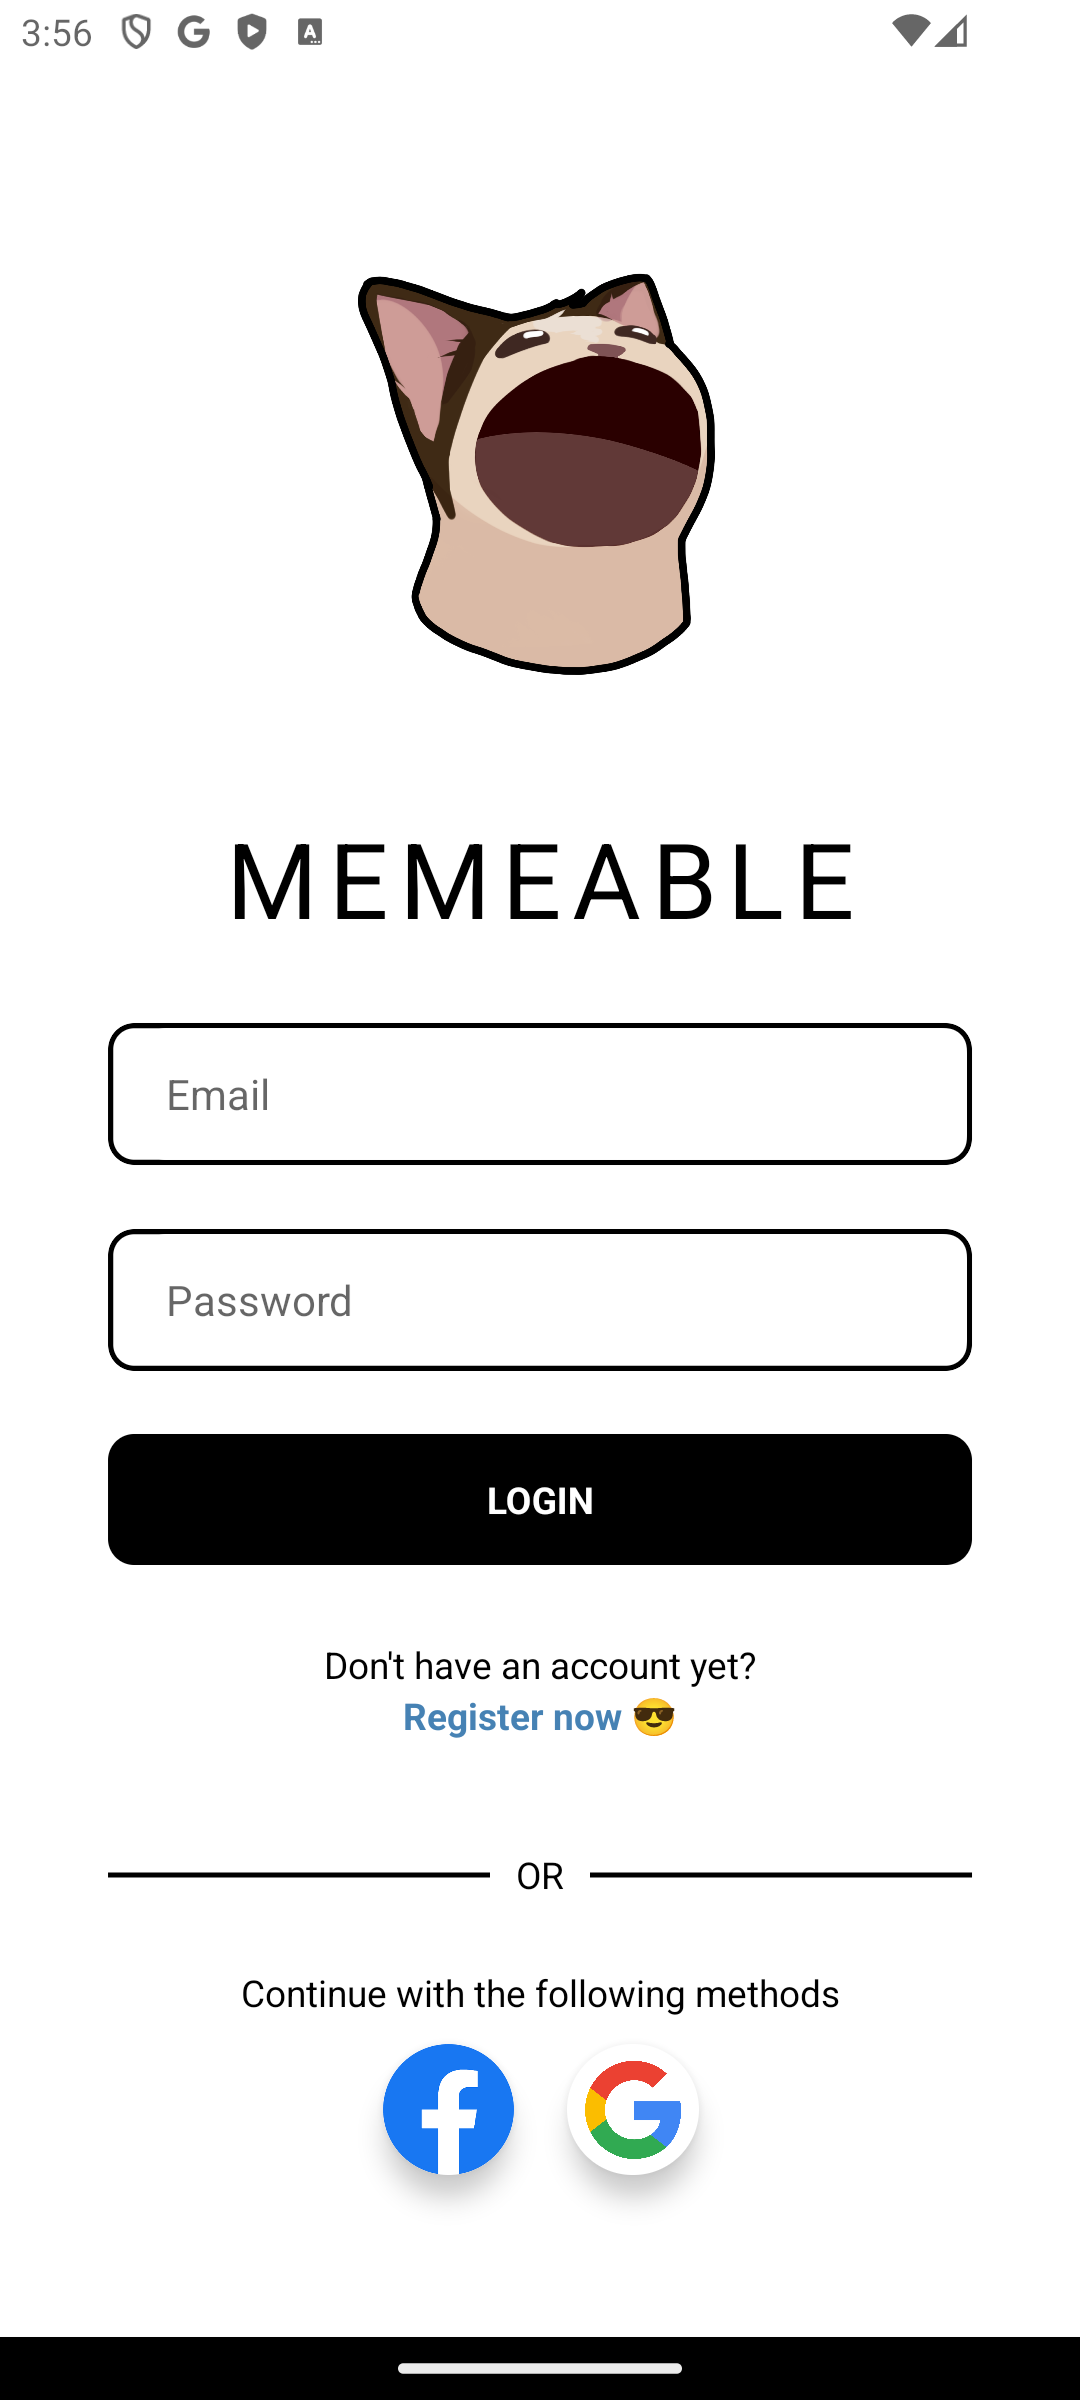 3:56
MEMEABLE
Email
Password
LOGIN
Don't have an account yet?
Register now 😎
OR
Continue with the following methods